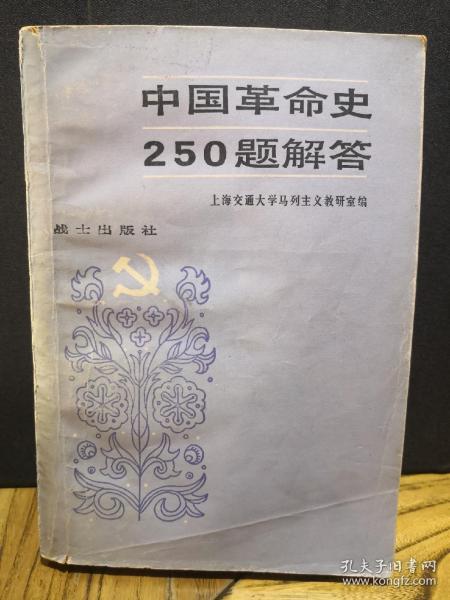 中国革命史
250题解答
上海交通大学马列主义教研室编
战士出版社
孔夫子旧书网
www.kongfz.com